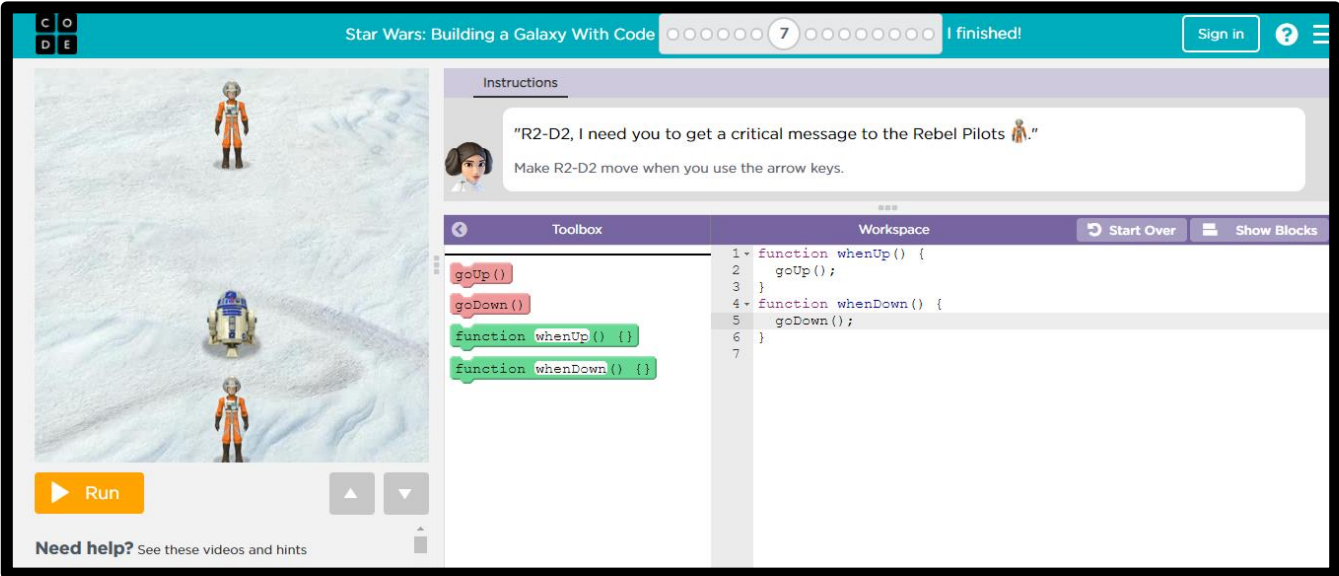 C O
D E
Star Wars: Building a Galaxy With Code 7 I finished!
Sign in
?
Instructions
"R2-D2, I need you to get a critical message to the Rebel Pilots ."
Make R2-D2 move when you use the arrow keys.
Toolbox
Workspace
Start Over
Show Blocks
goUp()
goDown()
function whenUp() {}
function whenDown() {}
1 function whenUp() {
2 goUp();
3 }
4 function whenDown() {
5 goDown();
6 }
7
Run
Need help? See these videos and hints